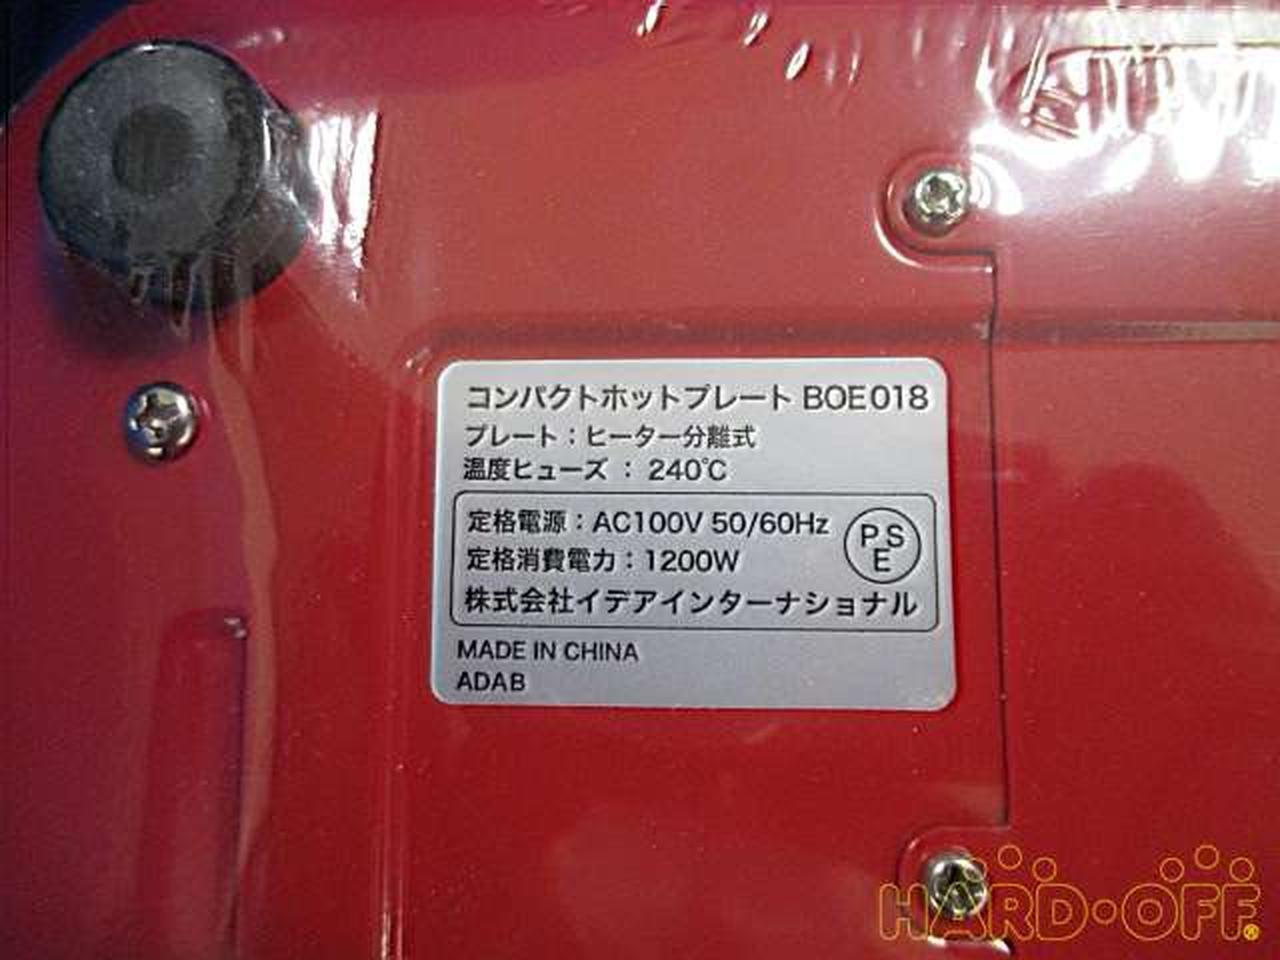 コンパクトホットプレート BOE018
プレート：ヒーター分離式
温度ヒューズ ： 240℃
定格電源：AC100V 50/60Hz
定格消費電力：1200W
PSE
株式会社イデアインターナショナル
MADE IN CHINA
ADAB
HARD・OFF®